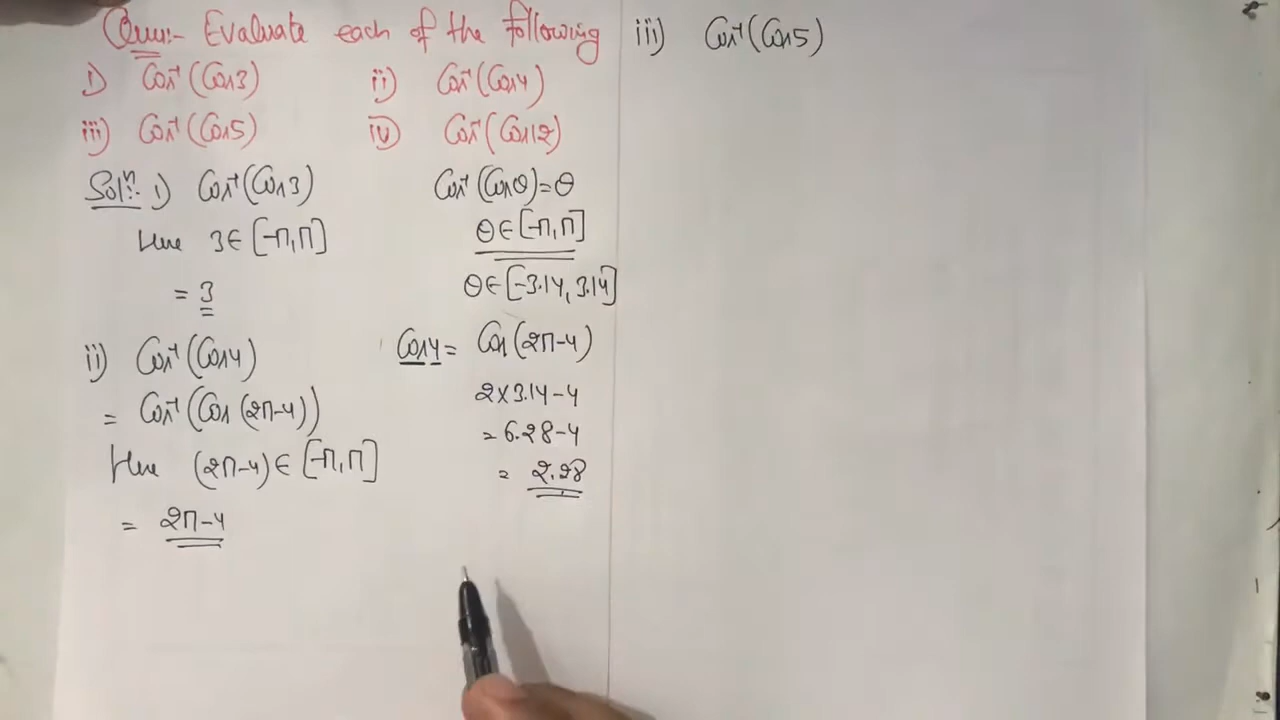 Ques:- Evaluate each of the following
i) Cos⁻¹(Cos3) ii) Cos⁻¹(Cos4)
iii) Cos⁻¹(Cos5) iv) Cos⁻¹(Cos12)
Solⁿ:- i) Cos⁻¹(Cos3) Cos⁻¹(Cosθ)=θ
Here 3∈[-π,π] θ∈[-π,π]
= 3 θ∈[-3.14, 3.14]
ii) Cos⁻¹(Cos4) Cos4 = Cos(2π-4)
= Cos⁻¹(Cos(2π-4)) 2×3.14-4
= 6.28-4
Here (2π-4)∈[-π,π] = 2.28
= 2π-4
iii) Cos⁻¹(Cos5)